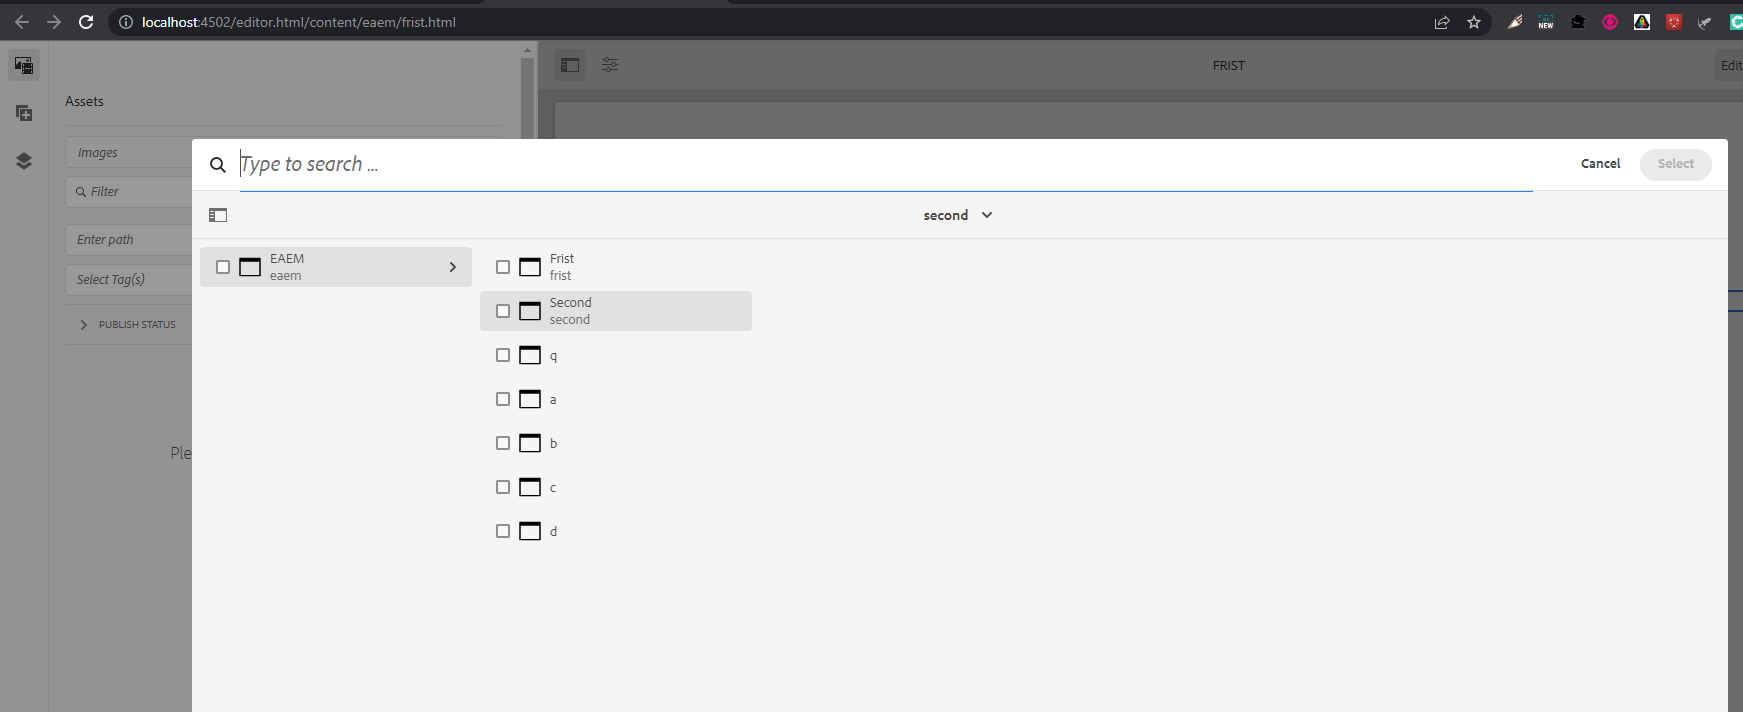 localhost:4502/editor.html/content/eaem/frist.html
NEW
FRIST
Edit
Assets
Images
Filter
Enter path
Select Tag(s)
PUBLISH STATUS
Ple
Type to search ...
Cancel
Select
second
EAEM
eaem
Frist
frist
Second
second
q
a
b
c
d